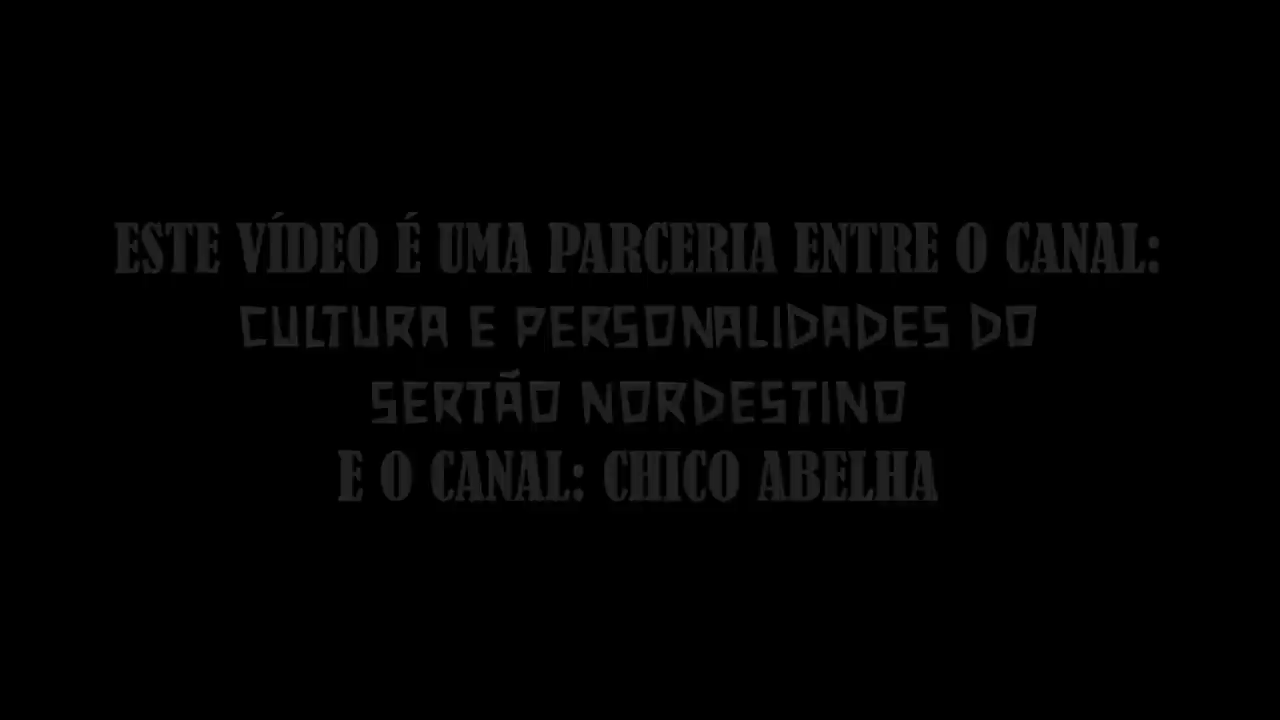 ESTE VÍDEO É UMA PARCERIA ENTRE O CANAL:
CULTURA E PERSONALIDADES DO
SERTÃO NORDESTINO
E O CANAL: CHICO ABELHA